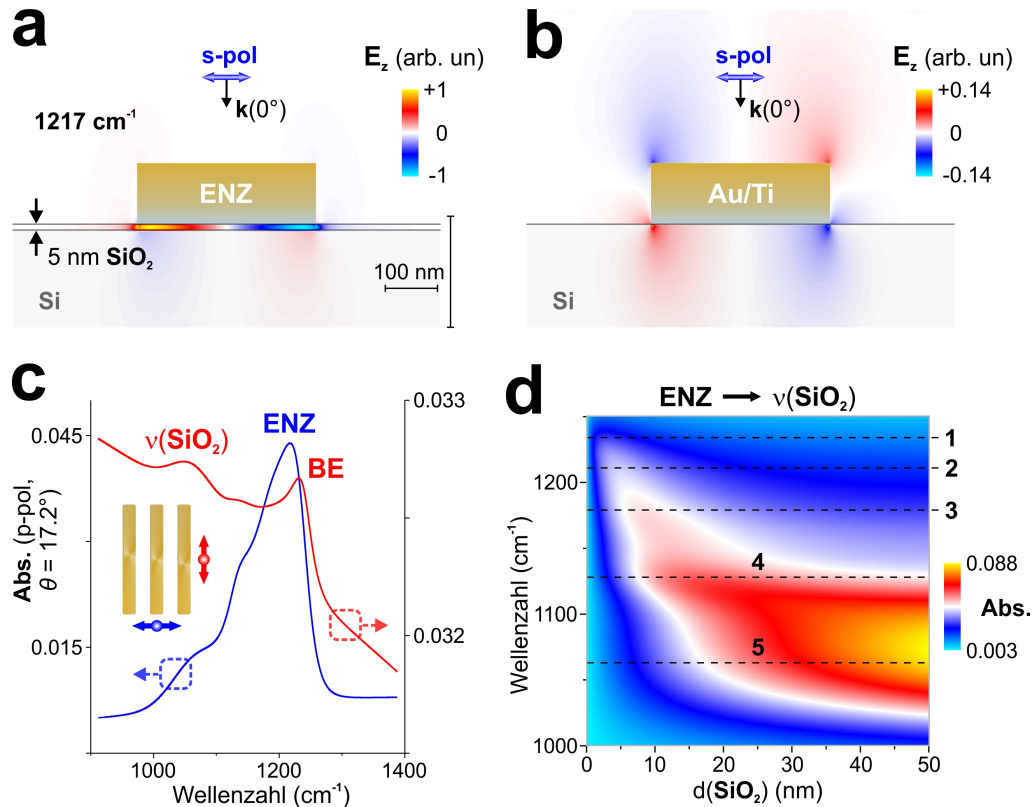 a
s-pol
k(0°)
E_z (arb. un)
+1
0
-1
1217 cm⁻¹
ENZ
5 nm SiO₂
100 nm
Si
b
s-pol
k(0°)
E_z (arb. un)
+0.14
0
-0.14
Au/Ti
Si
c
Abs. (p-pol,
θ = 17.2°)
0.045
0.015
0.033
0.032
ν(SiO₂)
ENZ
BE
1000
1200
1400
Wellenzahl (cm⁻¹)
d
ENZ → ν(SiO₂)
Wellenzahl (cm⁻¹)
1200
1100
1000
1
2
3
4
5
0.088
Abs.
0.003
0
10
20
30
40
50
d(SiO₂) (nm)